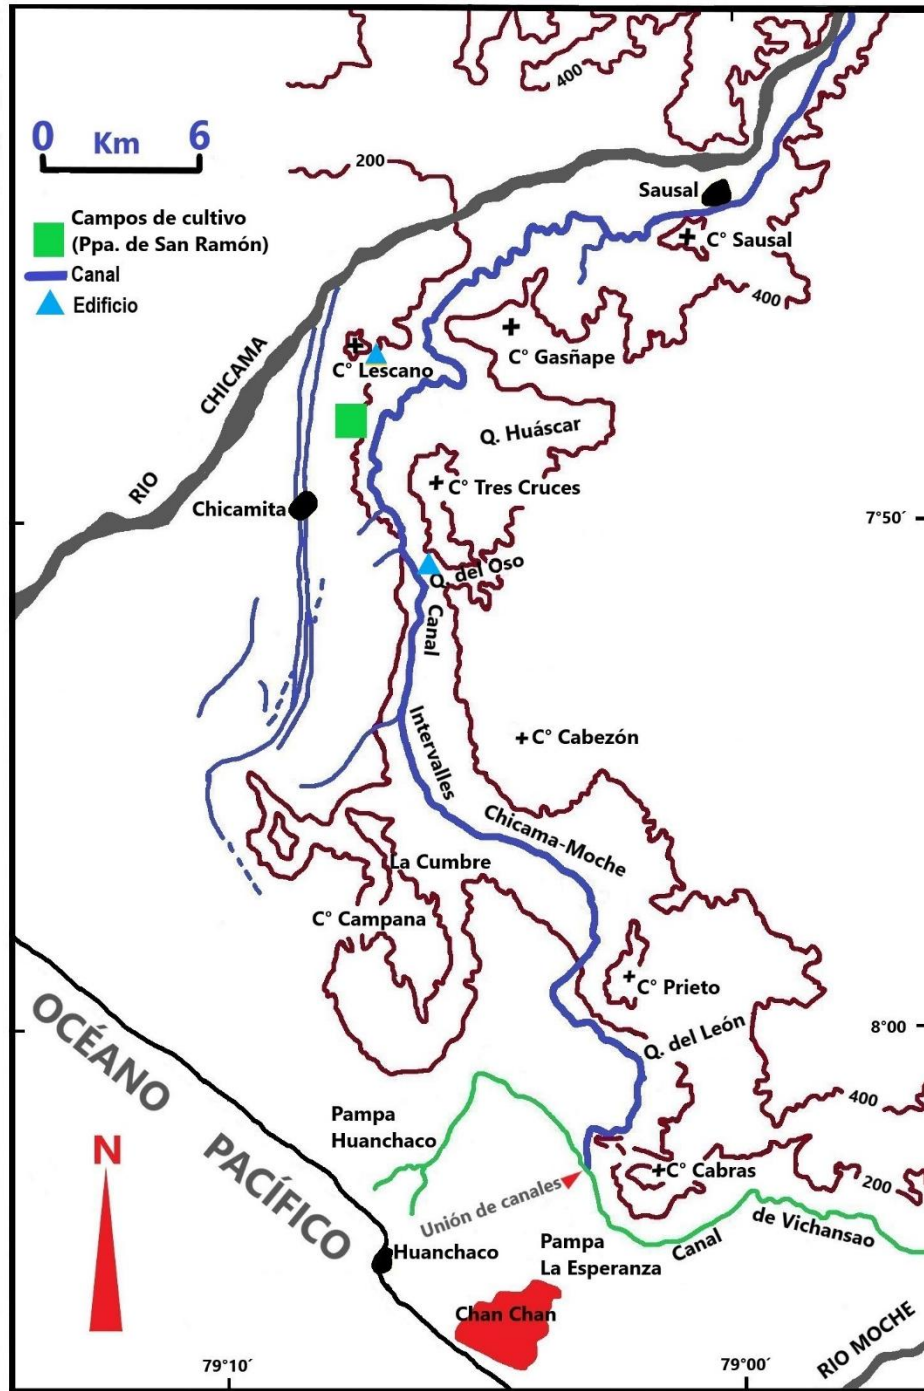 400
0 Km 6
200
Sausal
C° Sausal
Campos de cultivo
(Ppa. de San Ramón)
Canal
Edificio
400
C° Gasñape
C° Lescano
RIO CHICAMA
Q. Huáscar
C° Tres Cruces
Chicamita
7°50´
Q. del Oso
Canal Intervalles Chicama-Moche
C° Cabezón
La Cumbre
C° Campana
C° Prieto
OCÉANO PACÍFICO
Q. del León
8°00´
400
N
Pampa
Huanchaco
C° Cabras
200
Unión de canales
Canal de Vichansao
Huanchaco
Pampa
La Esperanza
Chan Chan
RIO MOCHE
79°10´
79°00´